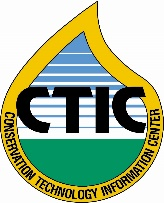 CTIC
CONSERVATION TECHNOLOGY INFORMATION CENTER